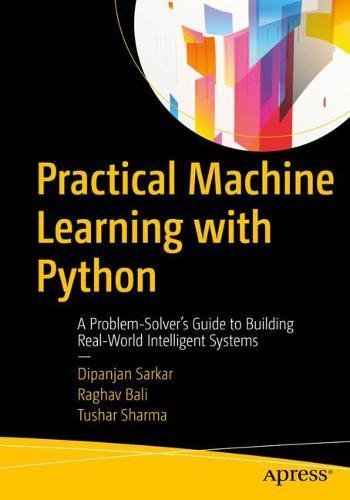 Practical Machine
Learning with
Python
A Problem-Solver's Guide to Building
Real-World Intelligent Systems
—
Dipanjan Sarkar
Raghav Bali
Tushar Sharma
Apress®